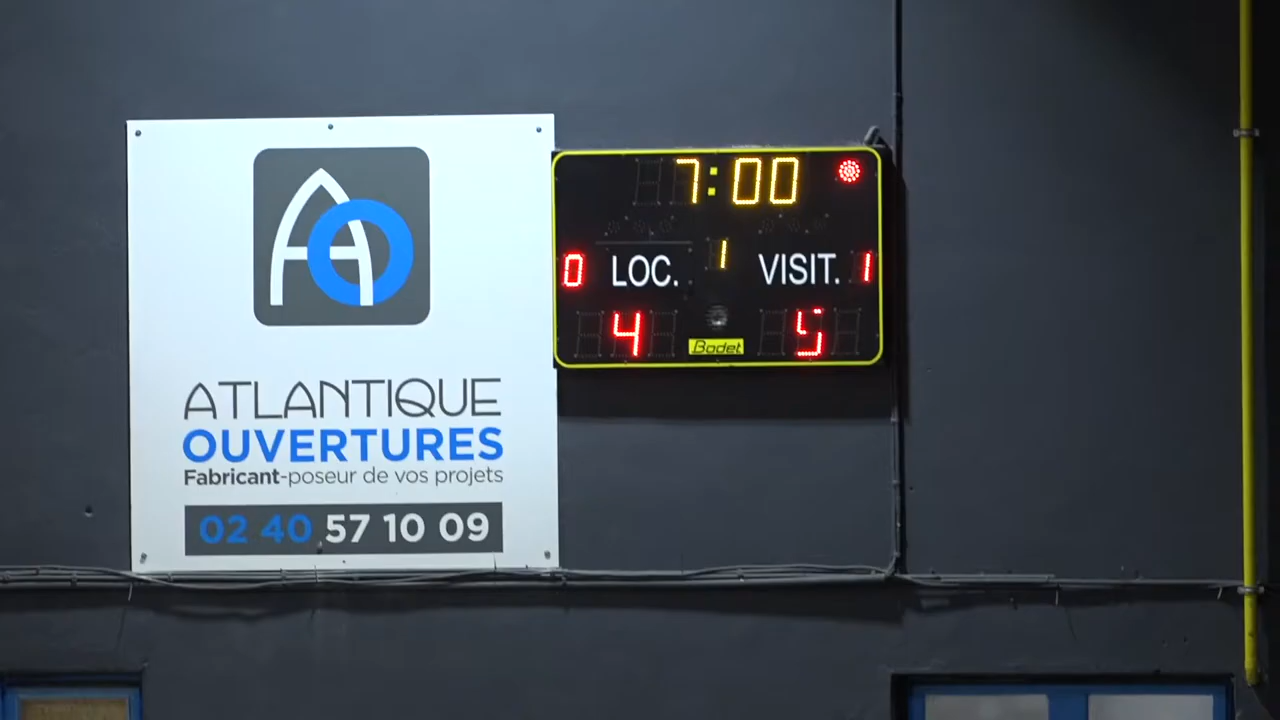 AO
ATLANTIQUE
OUVERTURES
Fabricant-poseur de vos projets
02 40 57 10 09
7:00
1
0 LOC. VISIT. 1
4 5
Bodet